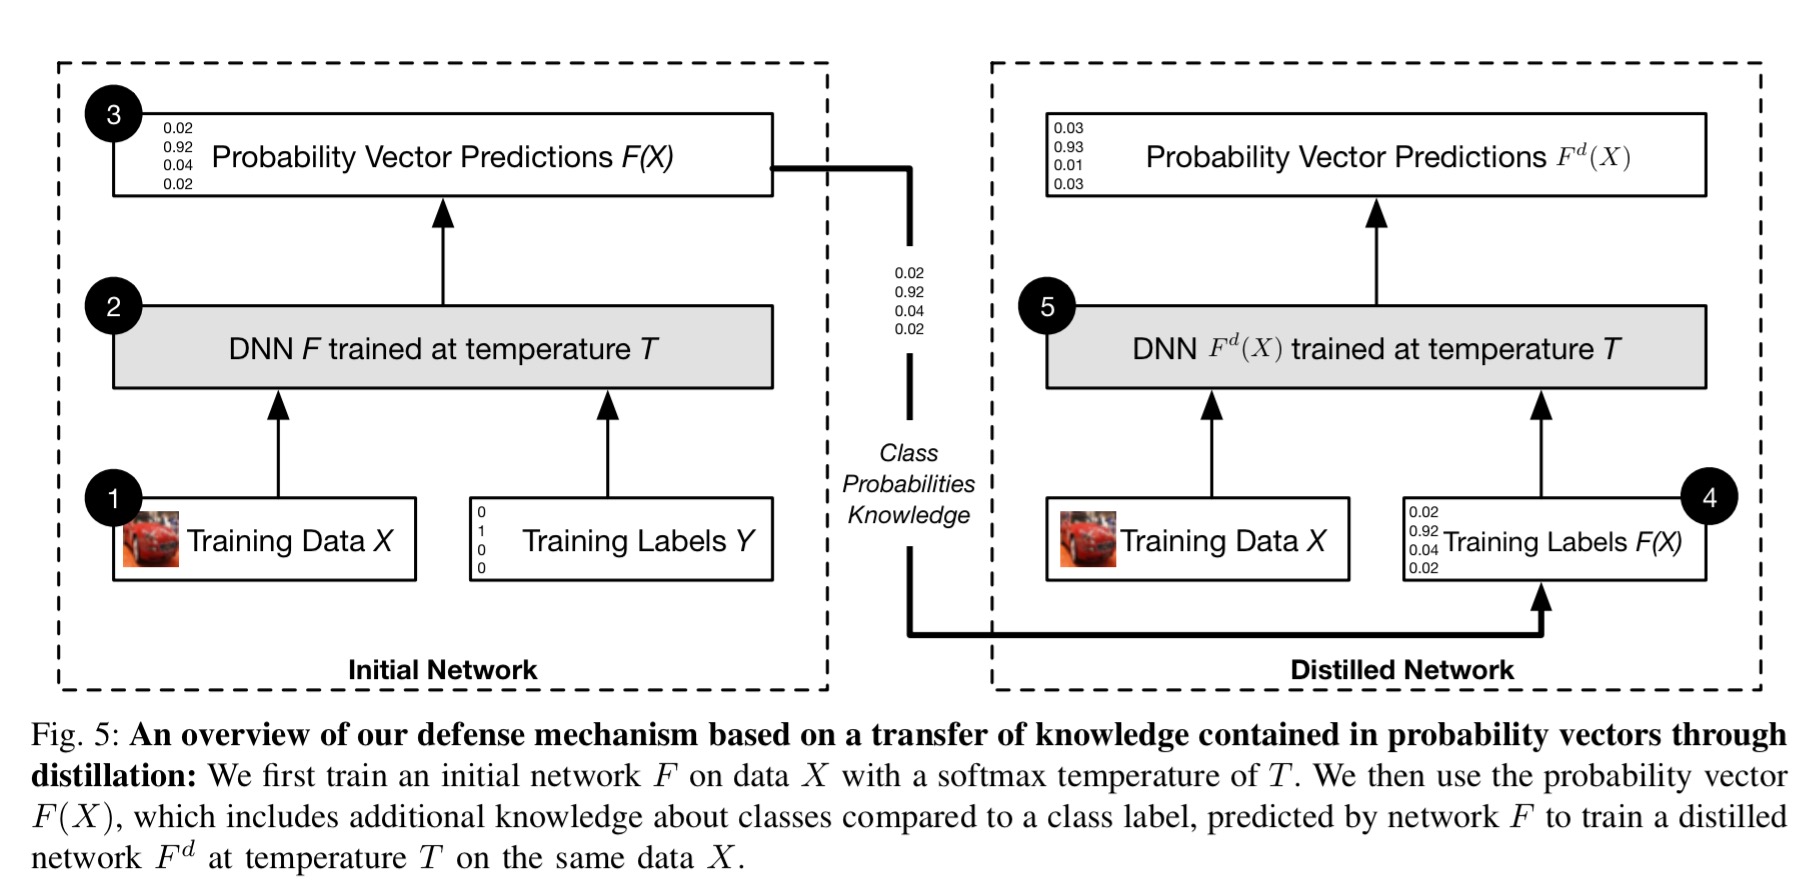 3
0.02
0.92
0.04
0.02
Probability Vector Predictions F(X)
2
DNN F trained at temperature T
1
Training Data X
0
1
0
0
Training Labels Y
Initial Network
0.02
0.92
0.04
0.02
Class
Probabilities
Knowledge
0.03
0.93
0.01
0.03
Probability Vector Predictions F^d(X)
5
DNN F^d(X) trained at temperature T
Training Data X
4
0.02
0.92
0.04
0.02
Training Labels F(X)
Distilled Network
Fig. 5: An overview of our defense mechanism based on a transfer of knowledge contained in probability vectors through
distillation: We first train an initial network F on data X with a softmax temperature of T. We then use the probability vector
F(X), which includes additional knowledge about classes compared to a class label, predicted by network F to train a distilled
network F^d at temperature T on the same data X.